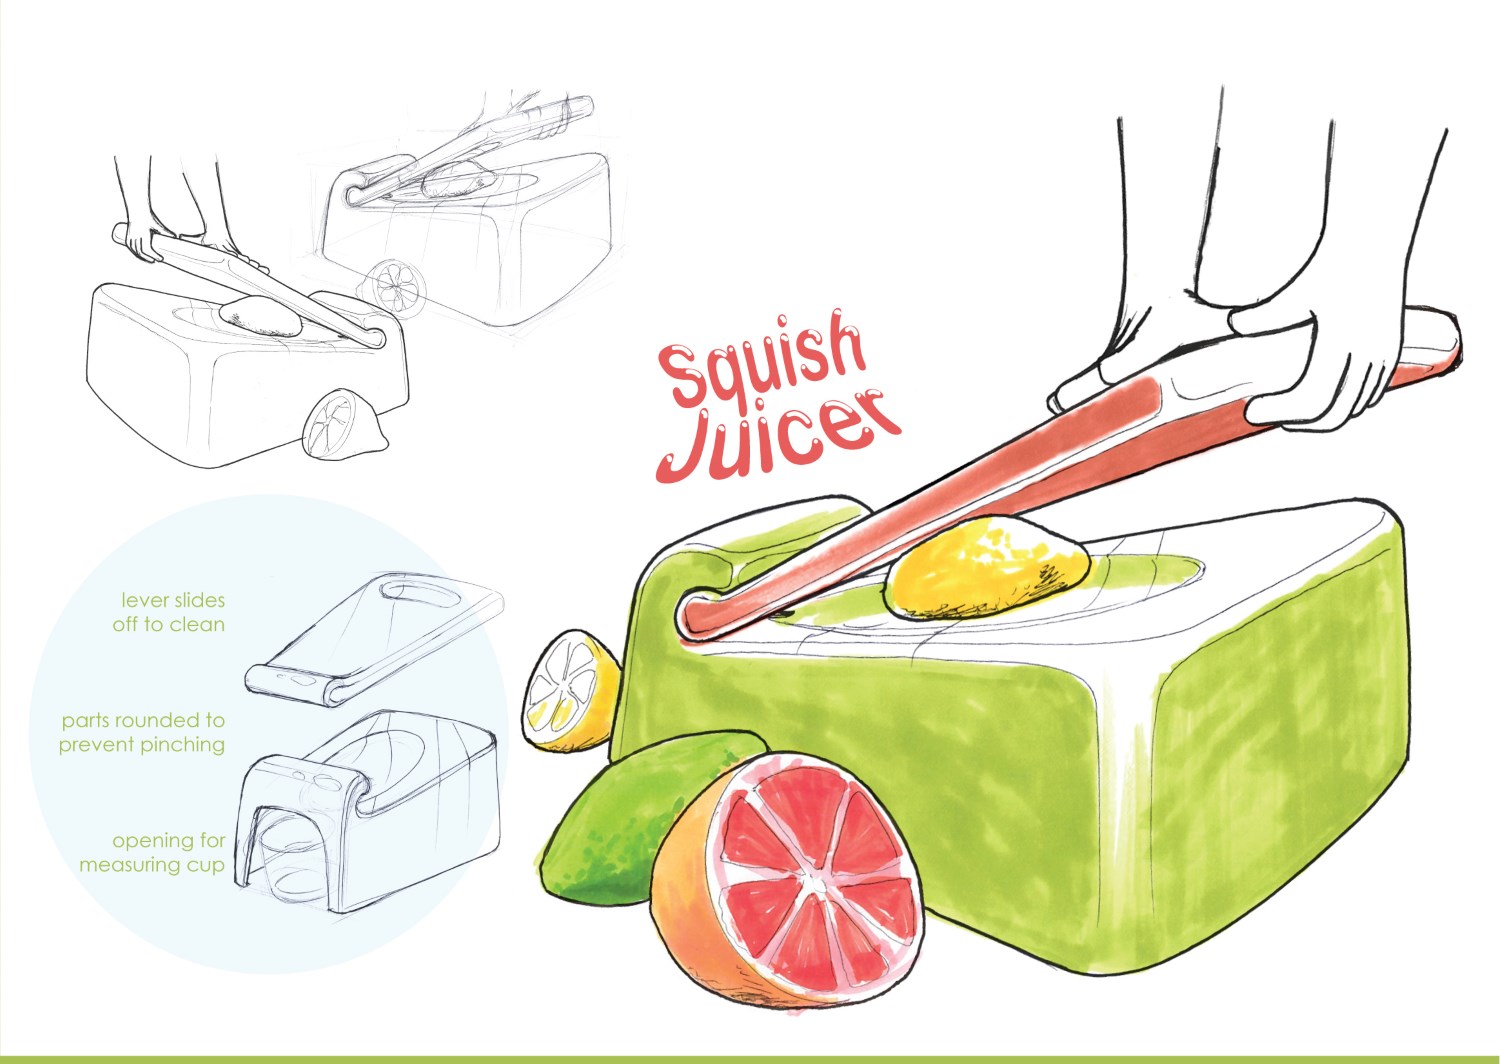 Squish
Juicer
lever slides
off to clean
parts rounded to
prevent pinching
opening for
measuring cup